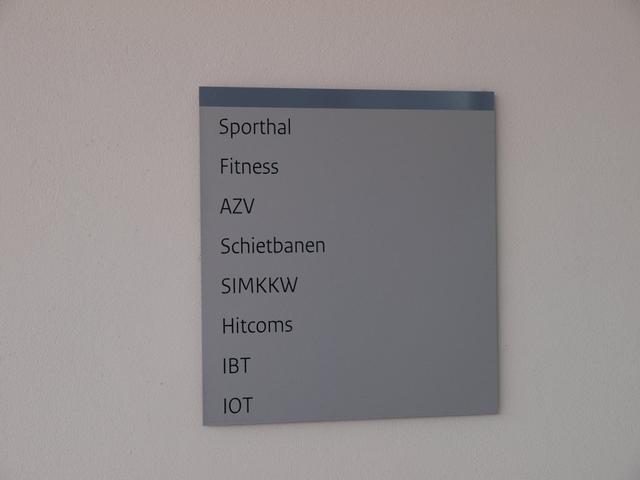 Sporthal
Fitness
AZV
Schietbanen
SIMKKW
Hitcoms
IBT
IOT